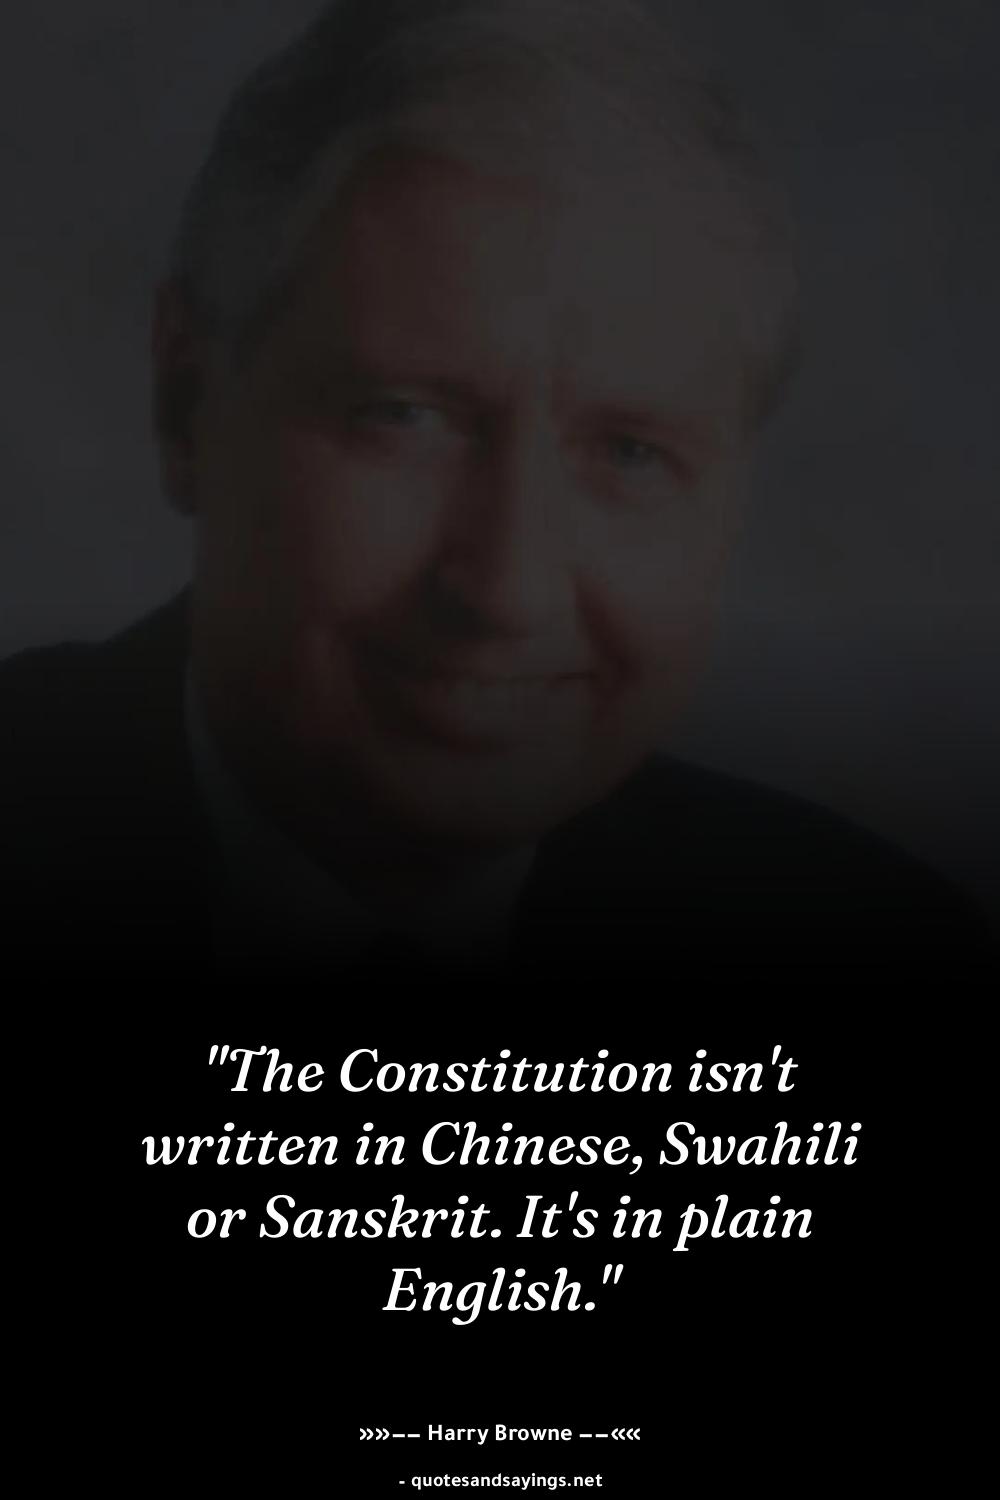 "The Constitution isn't
written in Chinese, Swahili
or Sanskrit. It's in plain
English."
»»−− Harry Browne −−««
- quotesandsayings.net